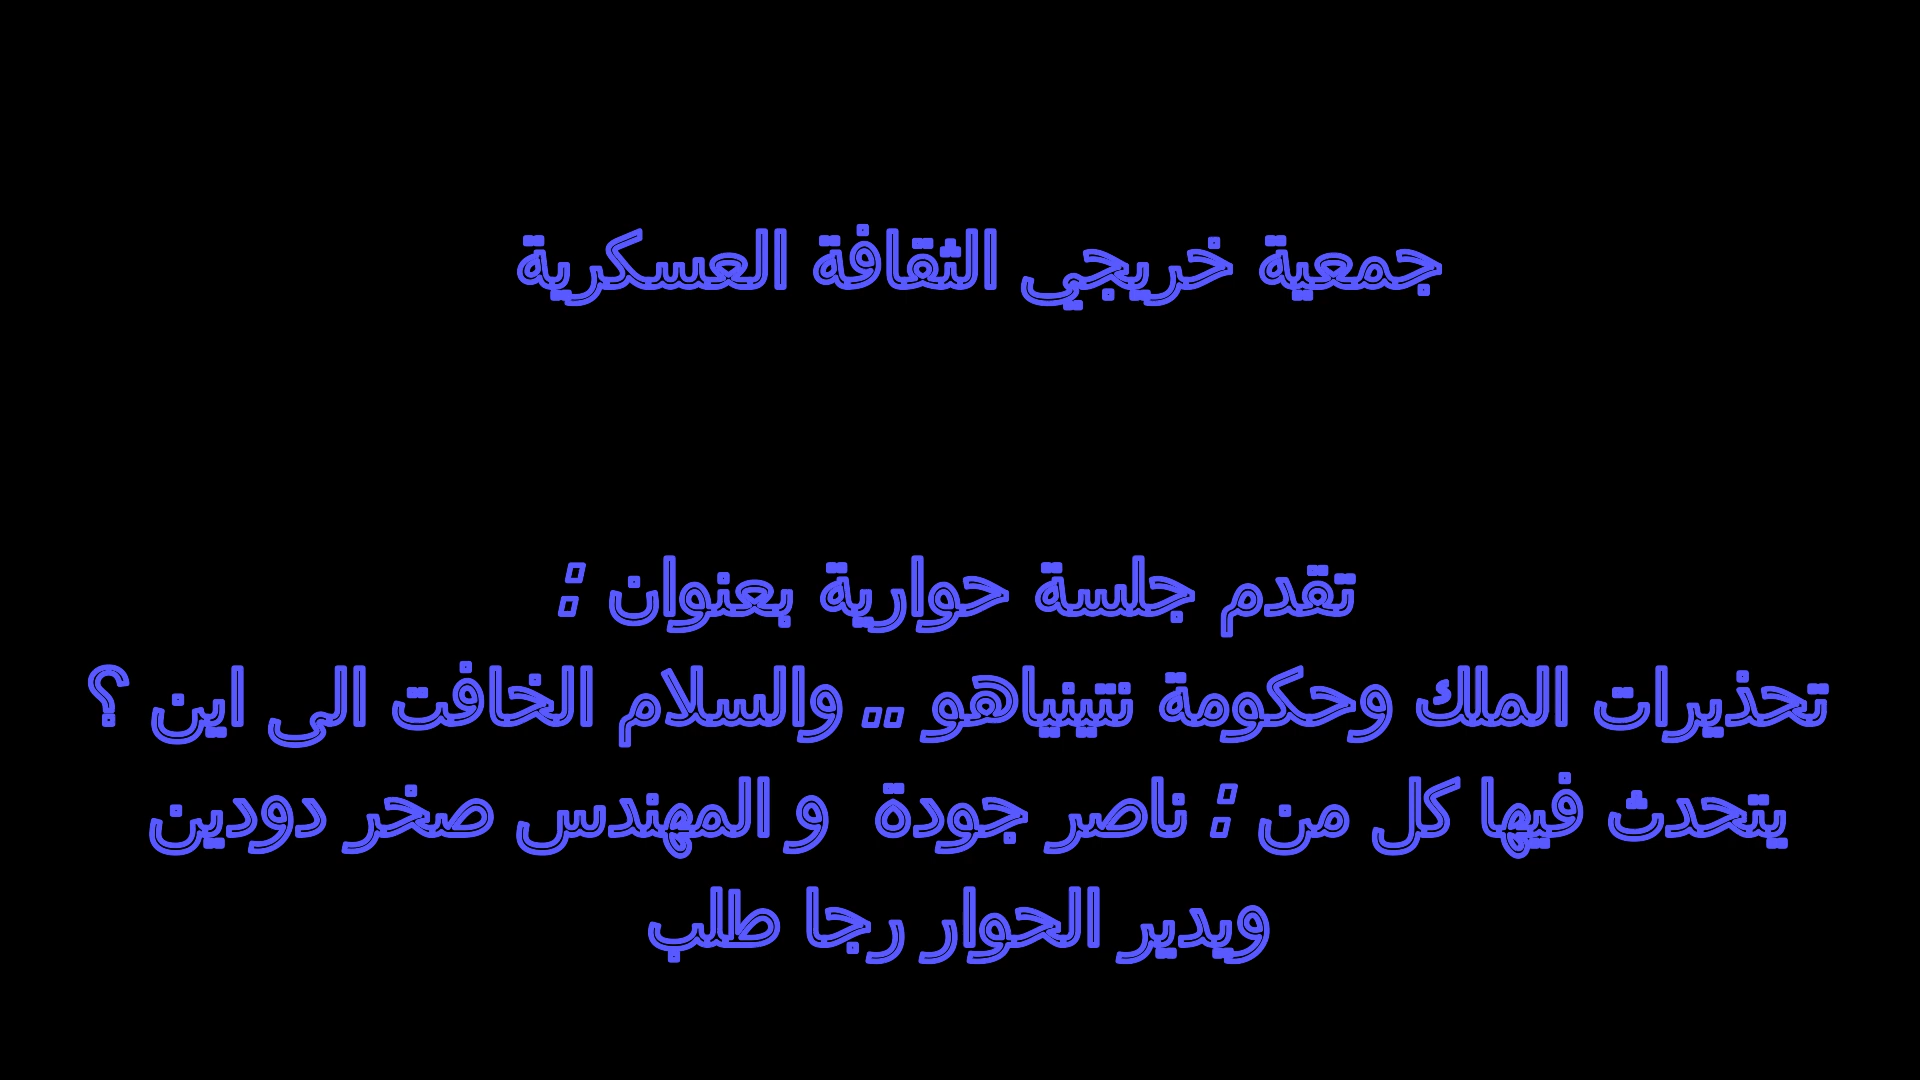 جمعية خريجي الثقافة العسكرية
تقدم جلسة حوارية بعنوان :
تحذيرات الملك وحكومة نتينياهو .. والسلام الخافت الى اين ؟
يتحدث فيها كل من : ناصر جودة و المهندس صخر دودين
ويدير الحوار رجا طلب